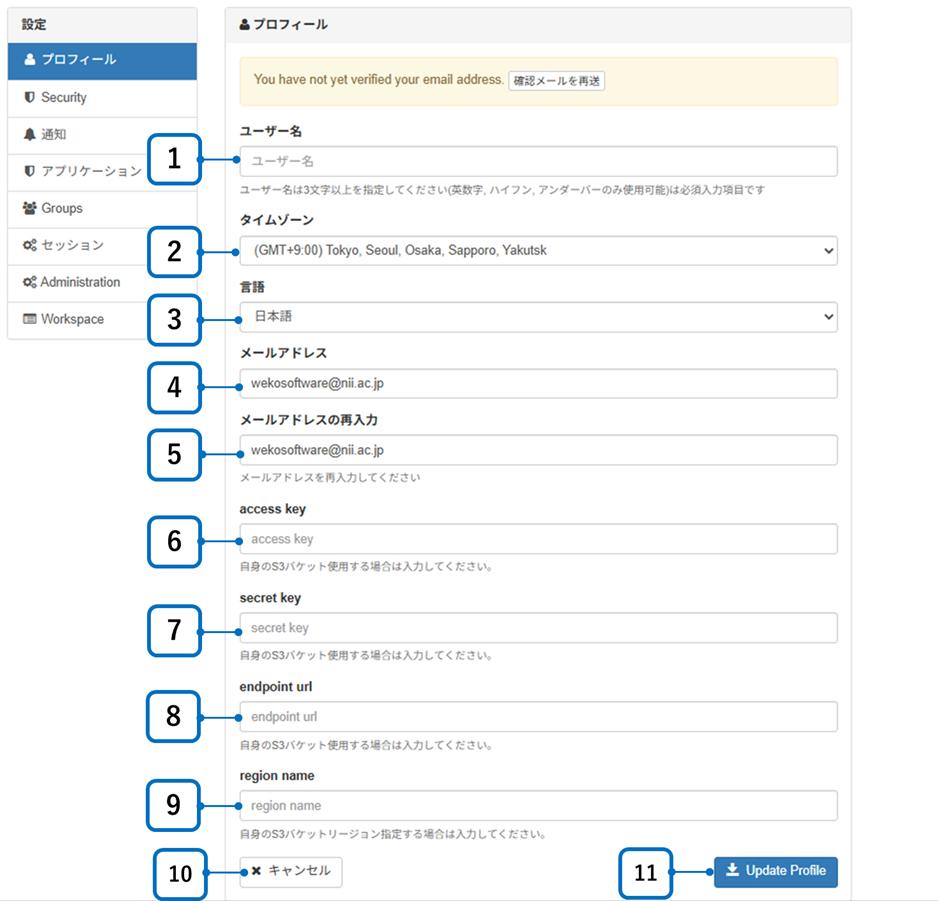 設定
プロフィール
Security
通知
アプリケーション
Groups
セッション
Administration
Workspace
プロフィール
You have not yet verified your email address. 確認メールを再送
ユーザー名
1
ユーザー名
ユーザー名は3文字以上を指定してください(英数字, ハイフン, アンダーバーのみ使用可能)は必須入力項目です
タイムゾーン
2
(GMT+9:00) Tokyo, Seoul, Osaka, Sapporo, Yakutsk
言語
3
日本語
メールアドレス
4
wekosoftware@nii.ac.jp
メールアドレスの再入力
5
wekosoftware@nii.ac.jp
メールアドレスを再入力してください
access key
6
access key
自身のS3バケット使用する場合は入力してください。
secret key
7
secret key
自身のS3バケット使用する場合は入力してください。
endpoint url
8
endpoint url
自身のS3バケット使用する場合は入力してください。
region name
9
region name
自身のS3バケットリージョン指定する場合は入力してください。
10
キャンセル
11
Update Profile